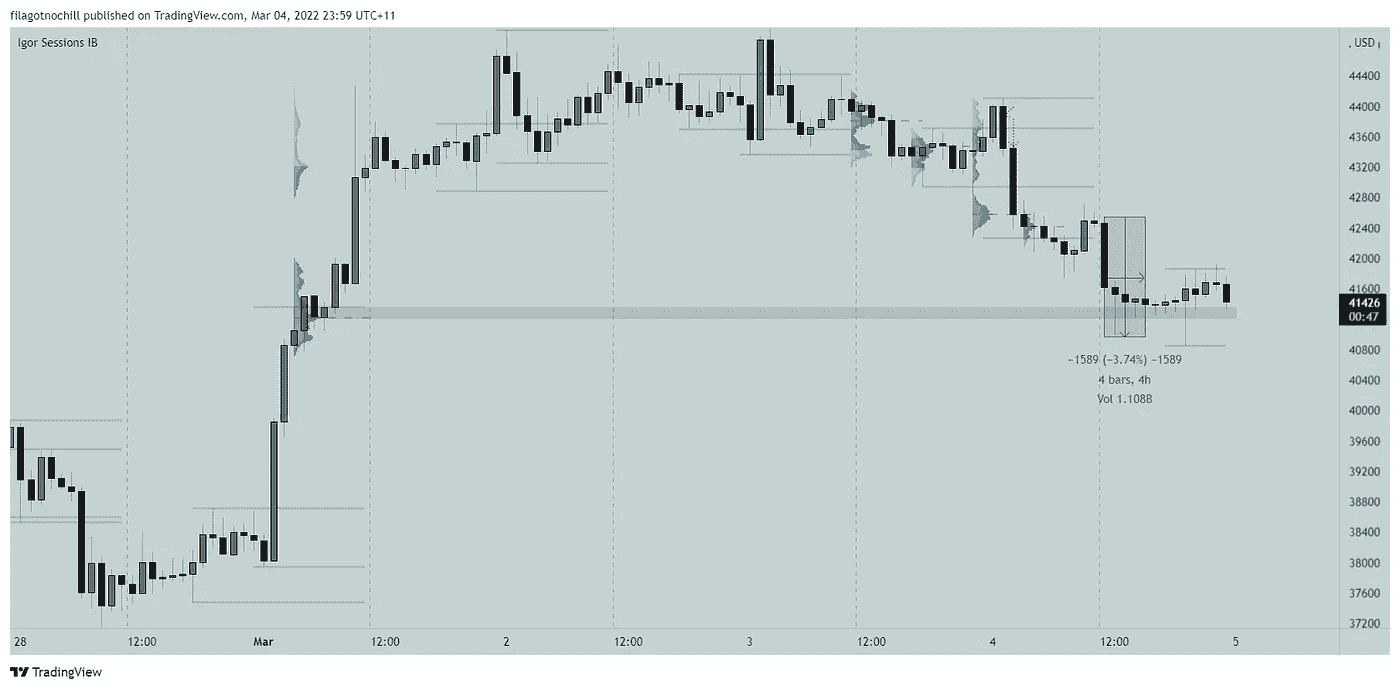 filagotnochill published on TradingView.com, Mar 04, 2022 23:59 UTC+11
Igor Sessions IB
. USD
44400
44000
43600
43200
42800
42400
42000
41600
41426
00:47
40800
40400
40000
39600
39200
38800
38400
38000
37600
37200
−1589 (−3.74%) −1589
4 bars, 4h
Vol 1.108B
28 12:00 Mar 12:00 2 12:00 3 12:00 4 12:00 5
TradingView